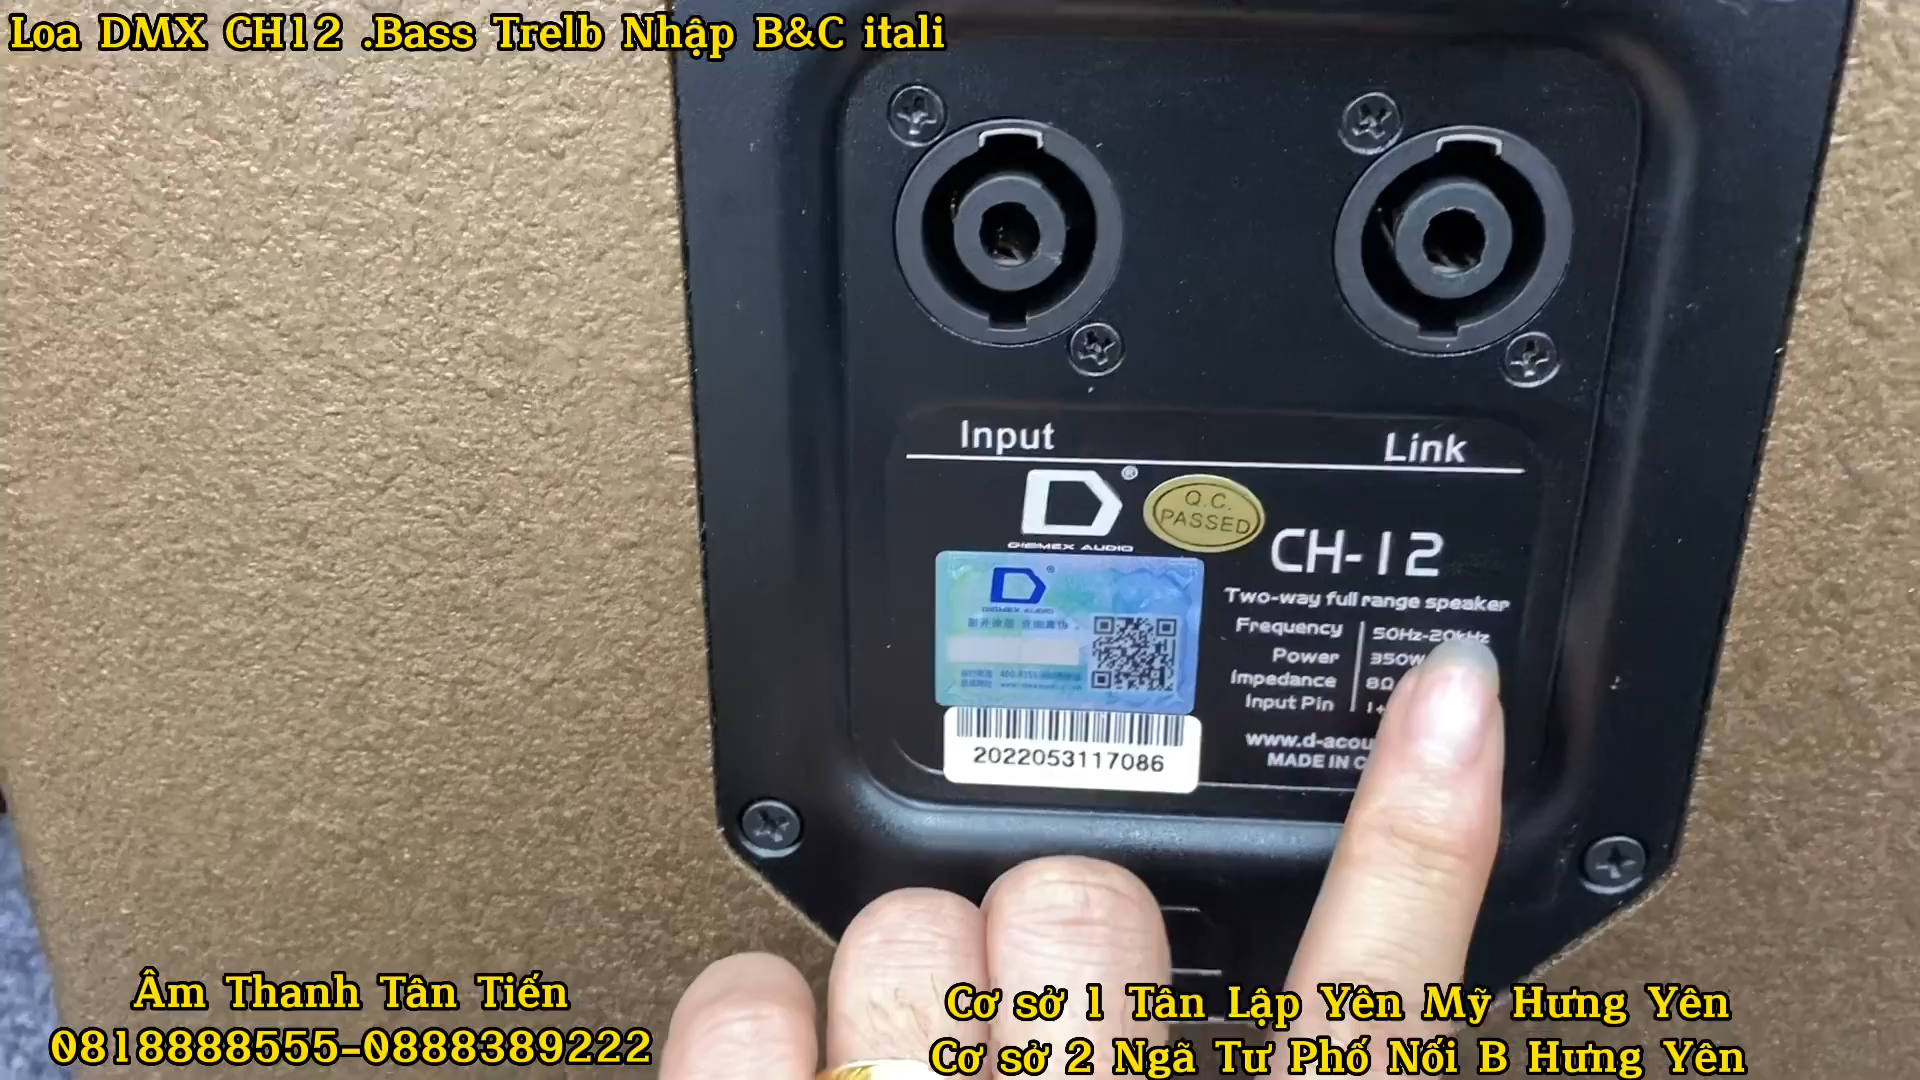 Loa DMX CH12 .Bass Trelb Nhập B&C itali
Input
Link
D®
Q.C.
PASSED
CH-12
Two-way full range speaker
Frequency 50Hz-20kHz
Power 350W
Impedance 8Ω
Input Pin 1+
www.d-acou
MADE IN C
2022053117086
Âm Thanh Tân Tiến
0818888555-0888389222
Cơ sở 1 Tân Lập Yên Mỹ Hưng Yên
Cơ sở 2 Ngã Tư Phố Nối B Hưng Yên